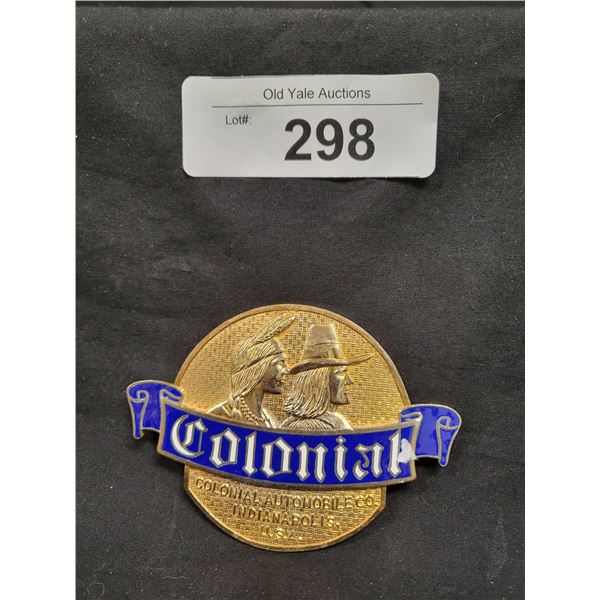 Old Yale Auctions
Lot#:
298
Colonial
COLONIAL AUTOMOBILE CO.
INDIANAPOLIS,
U.S.A.